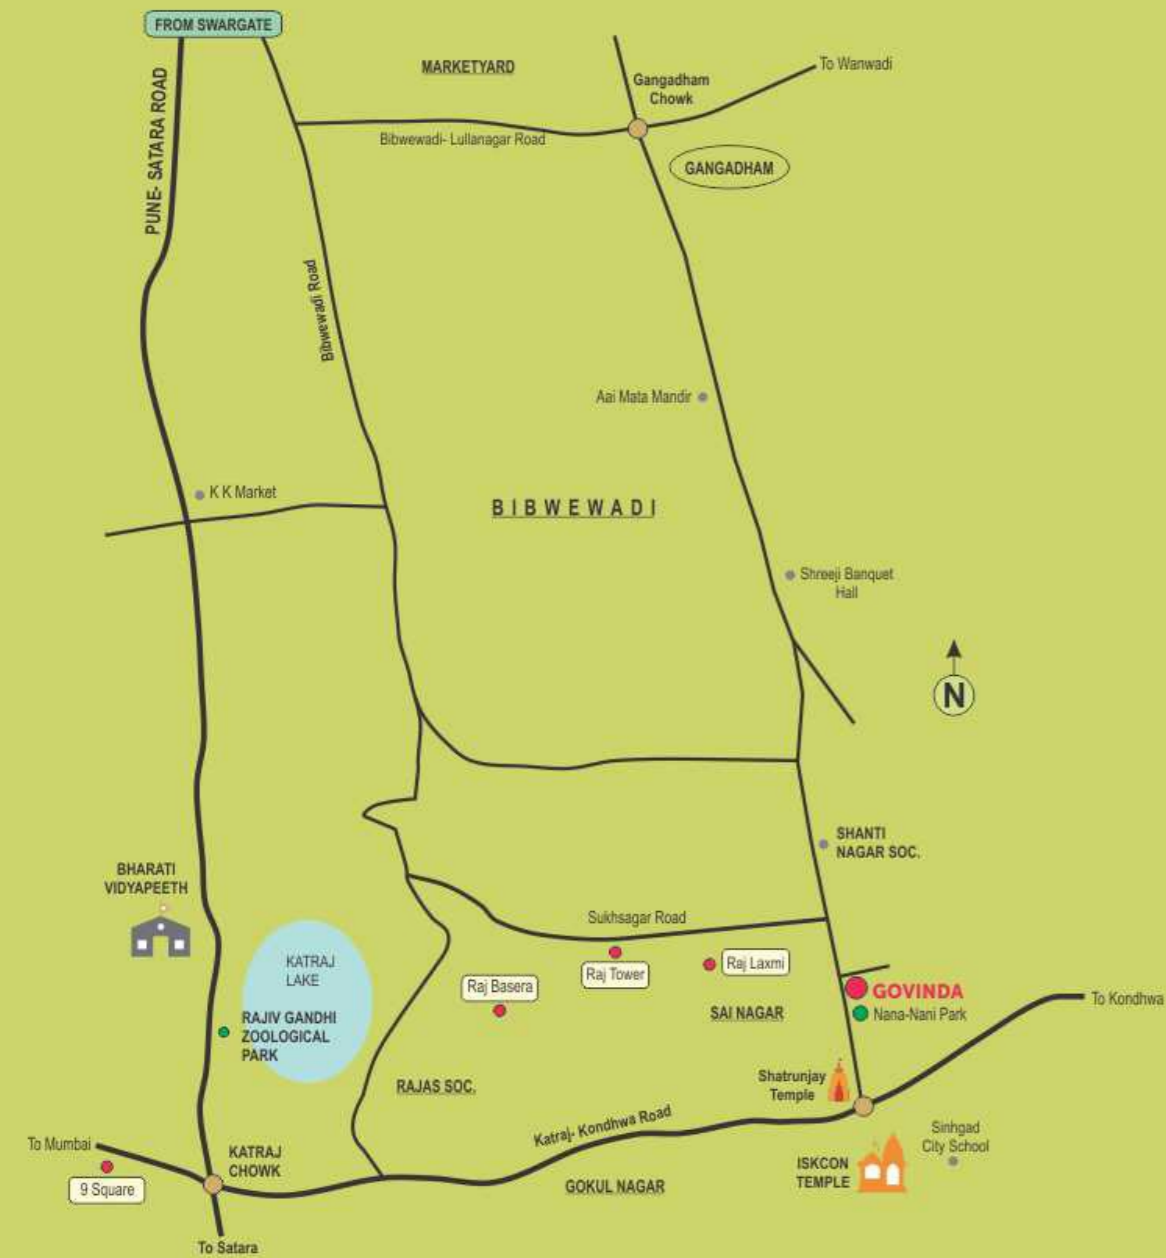 FROM SWARGATE
MARKETYARD
To Wanwadi
Gangadham
Chowk
PUNE- SATARA ROAD
Bibwewadi- Lullanagar Road
GANGADHAM
Bibwewadi Road
Aai Mata Mandir
K K Market
BIBWEWADI
Shreeji Banquet
Hall
N
SHANTI
NAGAR SOC.
BHARATI
VIDYAPEETH
Sukhsagar Road
KATRAJ
LAKE
Raj Tower
Raj Laxmi
Raj Basera
GOVINDA
To Kondhwa
Nana-Nani Park
SAI NAGAR
RAJIV GANDHI
ZOOLOGICAL
PARK
Shatrunjay
Temple
RAJAS SOC.
Katraj- Kondhwa Road
Sinhgad
City School
To Mumbai
KATRAJ
CHOWK
ISKCON
TEMPLE
9 Square
GOKUL NAGAR
To Satara